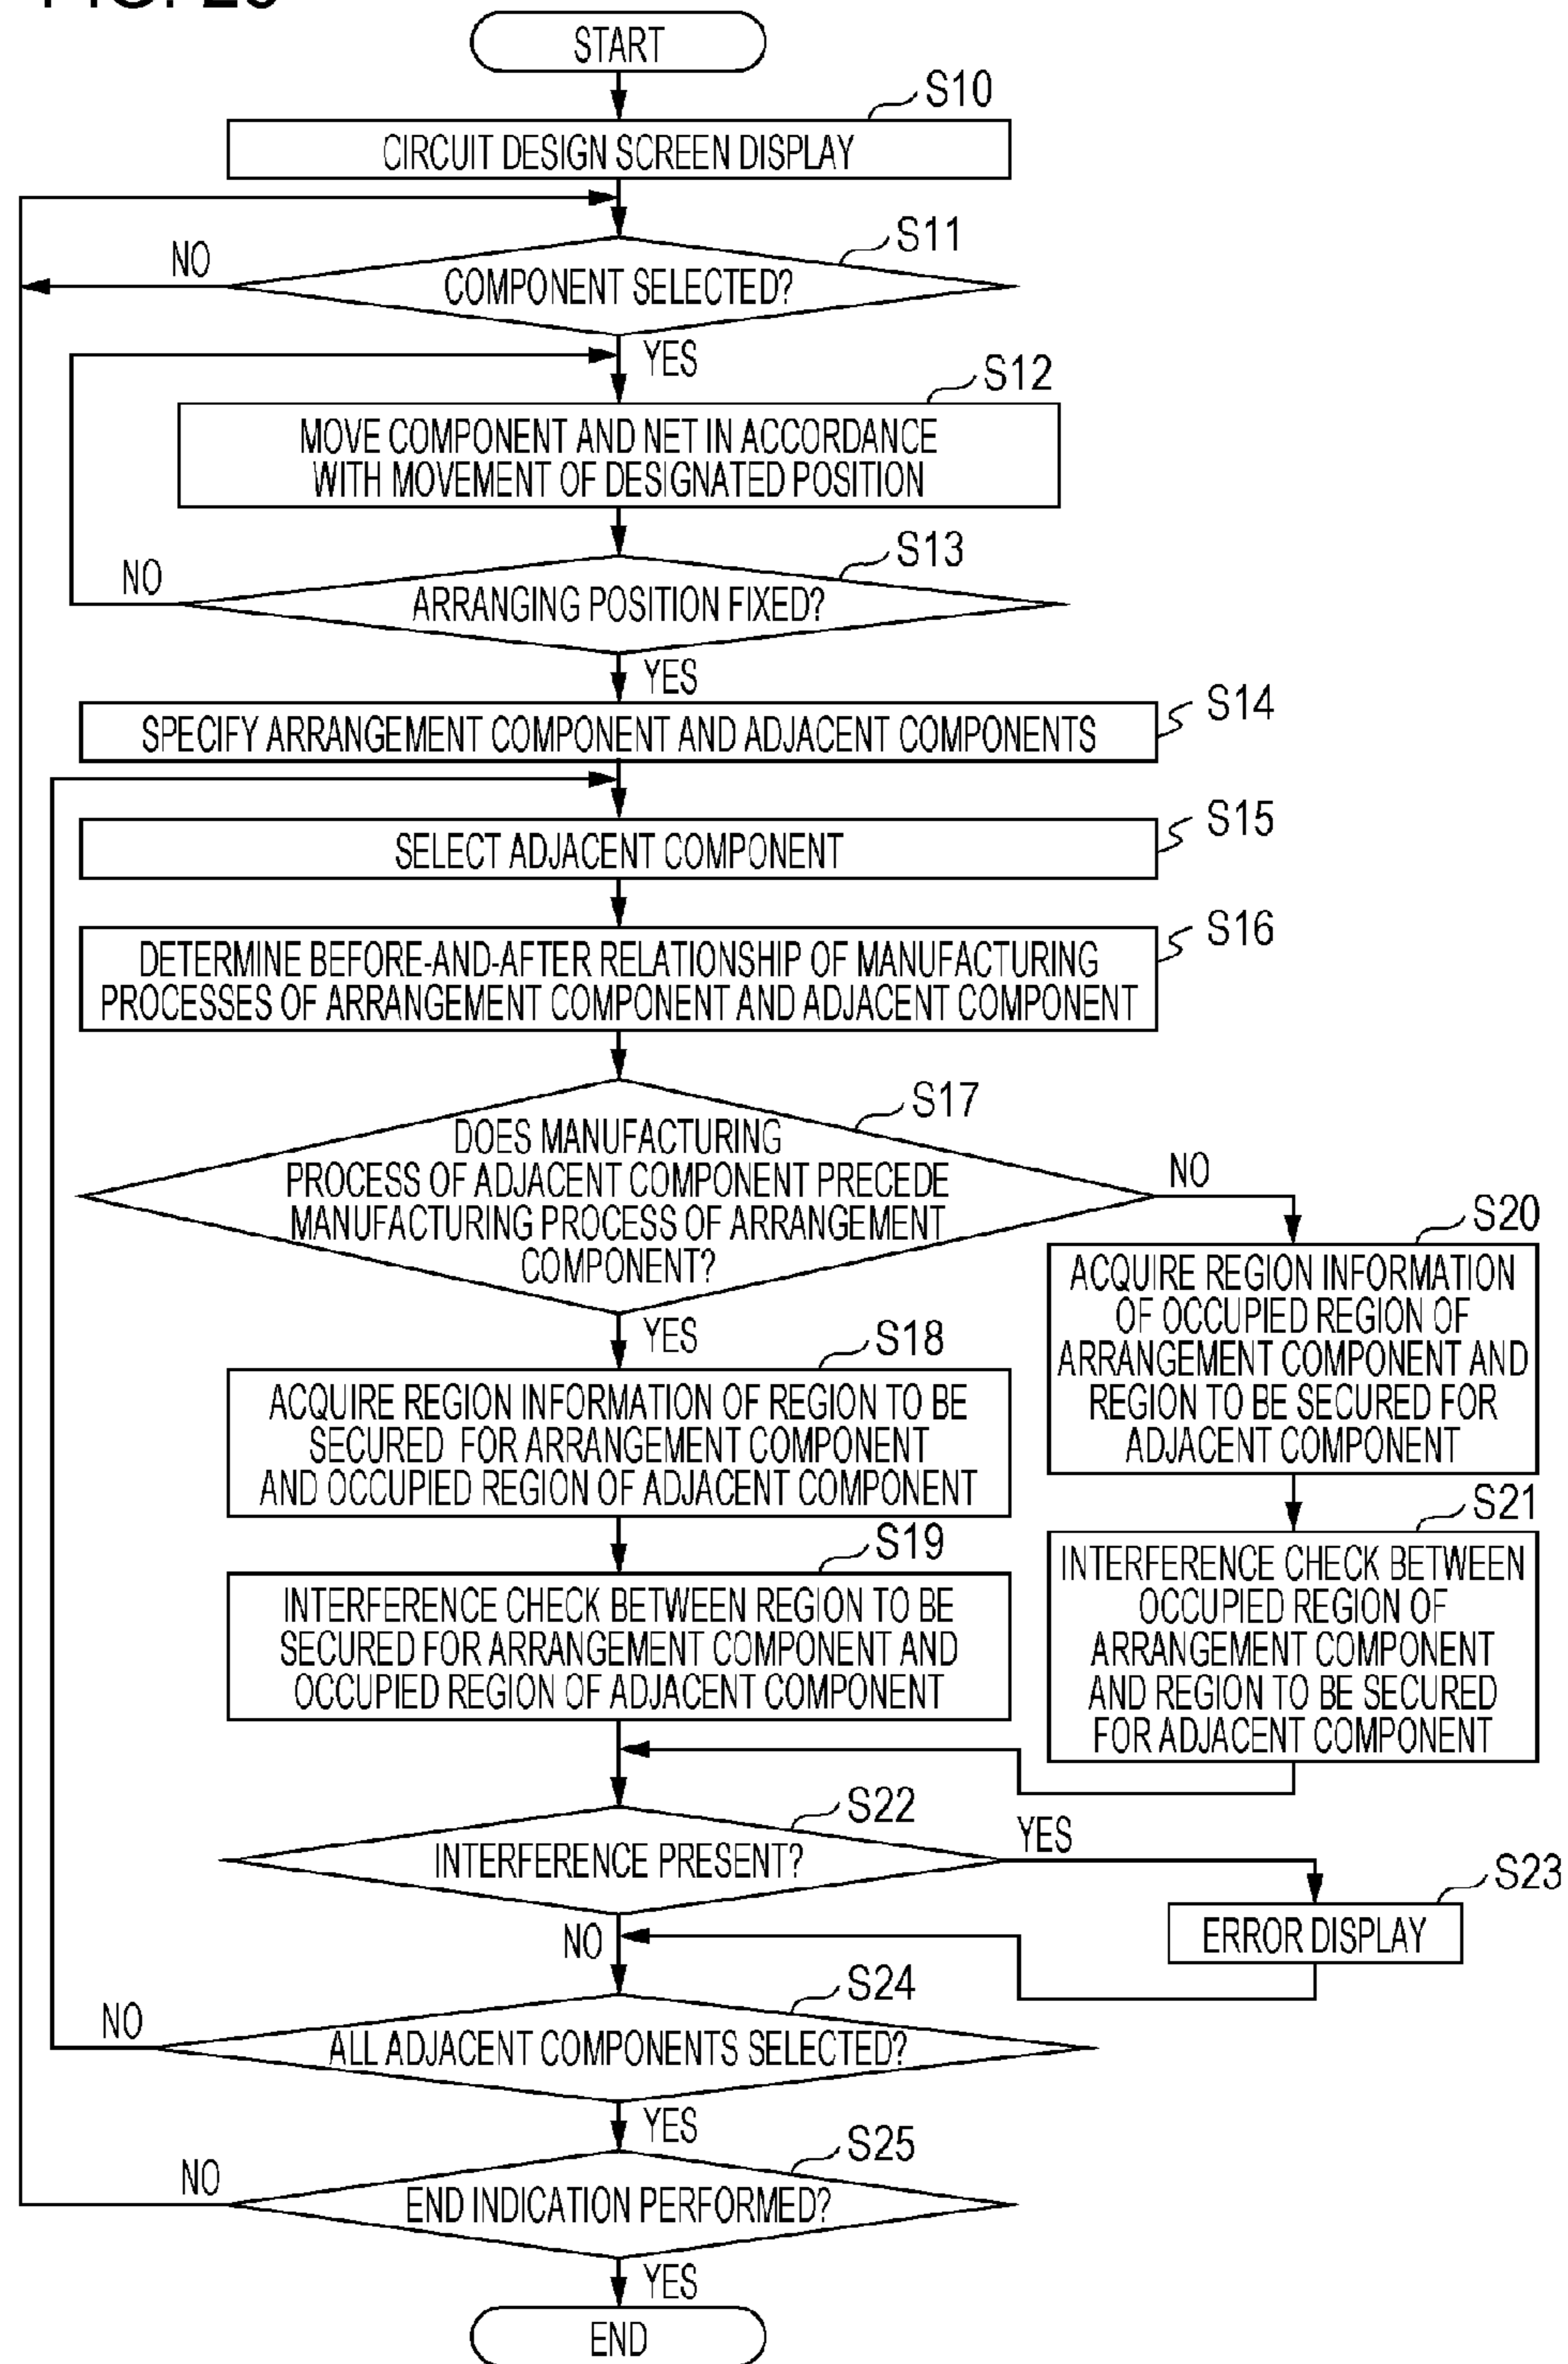 START
S10
CIRCUIT DESIGN SCREEN DISPLAY
S11
NO
COMPONENT SELECTED?
YES
S12
MOVE COMPONENT AND NET IN ACCORDANCE
WITH MOVEMENT OF DESIGNATED POSITION
S13
NO
ARRANGING POSITION FIXED?
YES
S14
SPECIFY ARRANGEMENT COMPONENT AND ADJACENT COMPONENTS
S15
SELECT ADJACENT COMPONENT
S16
DETERMINE BEFORE-AND-AFTER RELATIONSHIP OF MANUFACTURING
PROCESSES OF ARRANGEMENT COMPONENT AND ADJACENT COMPONENT
S17
DOES MANUFACTURING
PROCESS OF ADJACENT COMPONENT PRECEDE
MANUFACTURING PROCESS OF ARRANGEMENT
COMPONENT?
NO
YES
S20
ACQUIRE REGION INFORMATION
OF OCCUPIED REGION OF
ARRANGEMENT COMPONENT AND
REGION TO BE SECURED FOR
ADJACENT COMPONENT
S18
ACQUIRE REGION INFORMATION OF REGION TO BE
SECURED FOR ARRANGEMENT COMPONENT
AND OCCUPIED REGION OF ADJACENT COMPONENT
S21
INTERFERENCE CHECK BETWEEN
OCCUPIED REGION OF
ARRANGEMENT COMPONENT
AND REGION TO BE SECURED
FOR ADJACENT COMPONENT
S19
INTERFERENCE CHECK BETWEEN REGION TO BE
SECURED FOR ARRANGEMENT COMPONENT AND
OCCUPIED REGION OF ADJACENT COMPONENT
S22
INTERFERENCE PRESENT?
YES
S23
ERROR DISPLAY
NO
S24
NO
ALL ADJACENT COMPONENTS SELECTED?
YES
S25
NO
END INDICATION PERFORMED?
YES
END